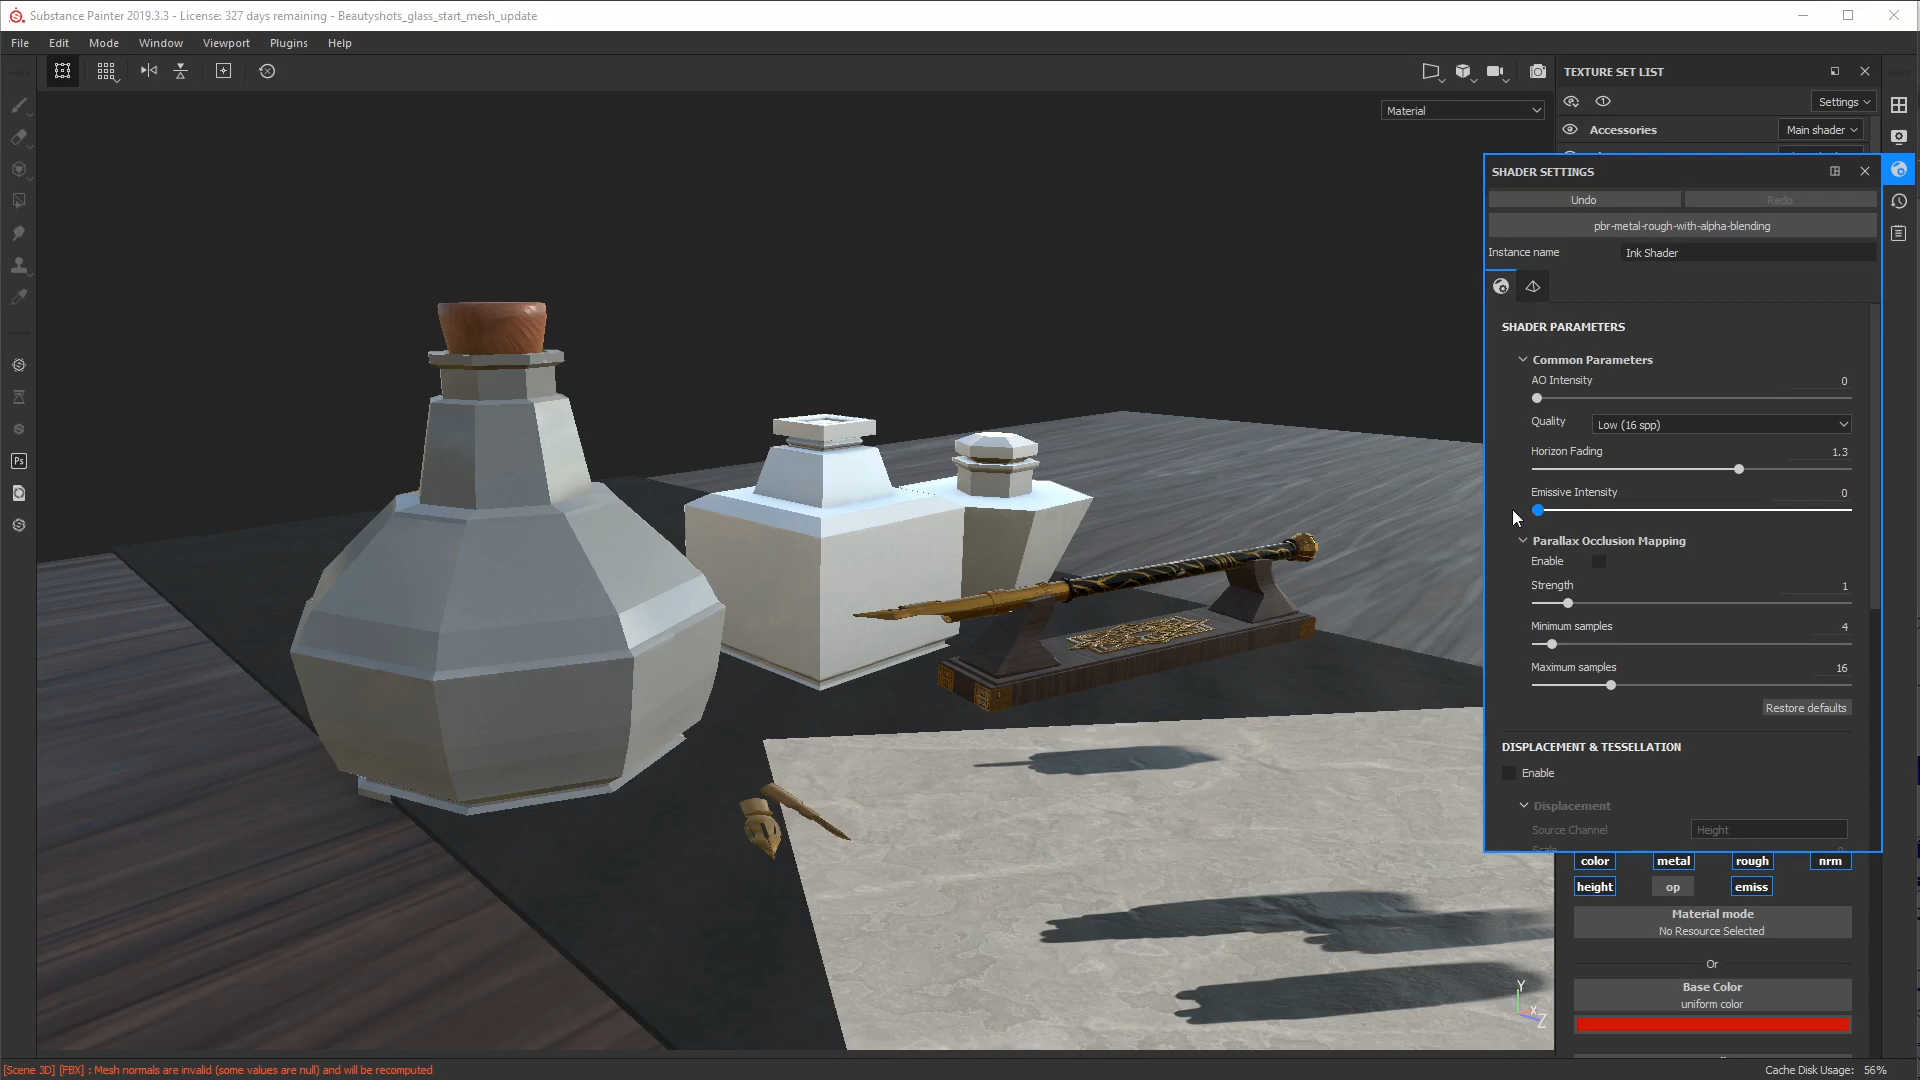 Substance Painter 2019.3.3 - License: 327 days remaining - Beautyshots_glass_start_mesh_update
File Edit Mode Window Viewport Plugins Help
TEXTURE SET LIST
Material
Settings
Accessories Main shader
SHADER SETTINGS
Undo Redo
pbr-metal-rough-with-alpha-blending
Instance name Ink Shader
SHADER PARAMETERS
Common Parameters
AO Intensity 0
Quality Low (16 spp)
Horizon Fading 1.3
Emissive Intensity 0
Parallax Occlusion Mapping
Enable
Strength 1
Minimum samples 4
Maximum samples 16
Restore defaults
DISPLACEMENT & TESSELLATION
Enable
Displacement
Source Channel Height
Scale 0
color metal rough nrm
height op emiss
Material mode
No Resource Selected
Or
Base Color
uniform color
Ps
Y
X
Z
[Scene 3D] [FBX] : Mesh normals are invalid (some values are null) and will be recomputed
Cache Disk Usage: 56%